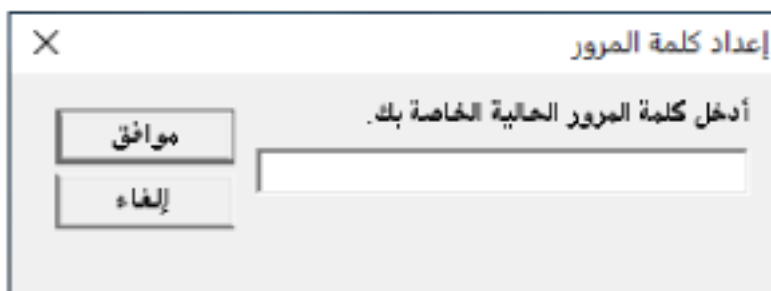 إعداد كلمة المرور
أدخل كلمة المرور الحالية الخاصة بك.
موافق
إلغاء